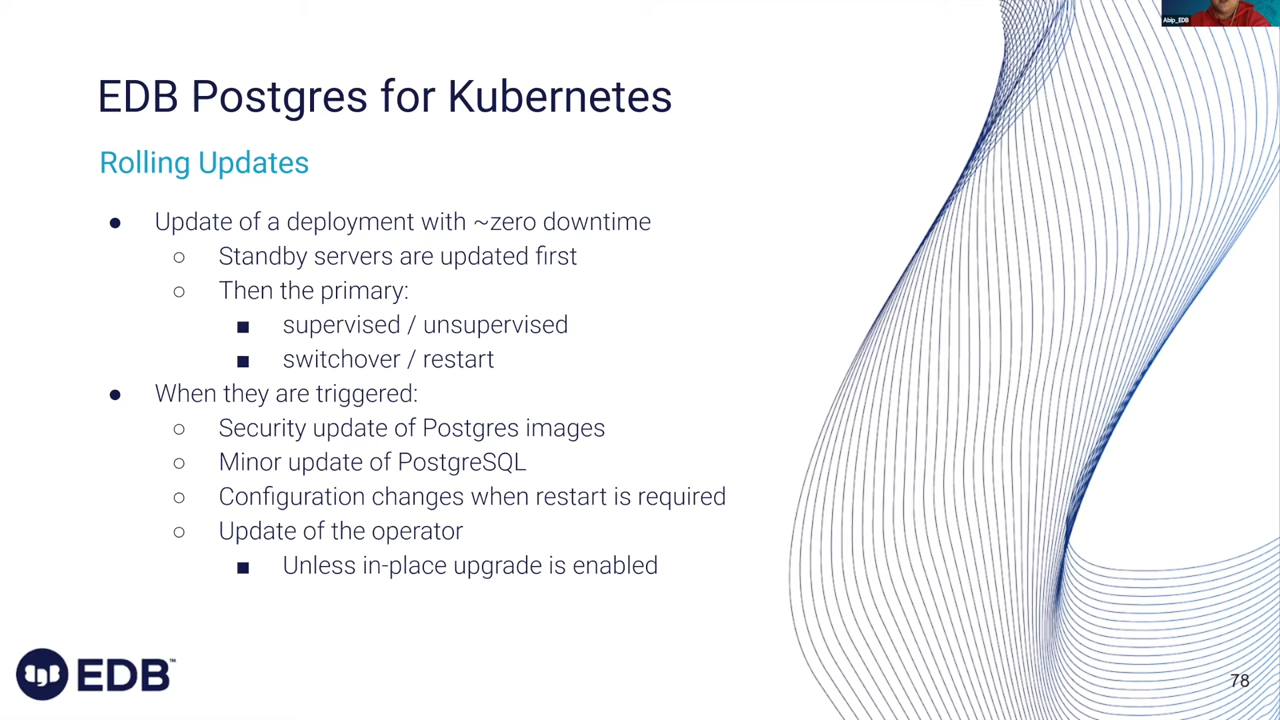 Abip_EDB
EDB Postgres for Kubernetes
Rolling Updates
● Update of a deployment with ~zero downtime
○ Standby servers are updated first
○ Then the primary:
■ supervised / unsupervised
■ switchover / restart
● When they are triggered:
○ Security update of Postgres images
○ Minor update of PostgreSQL
○ Configuration changes when restart is required
○ Update of the operator
■ Unless in-place upgrade is enabled
EDB™
78